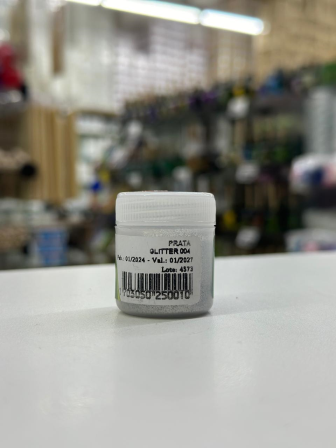 PRATA
GLITTER 004
Fab.: 01/2024 - Val.: 01/2027
Lote: 4573